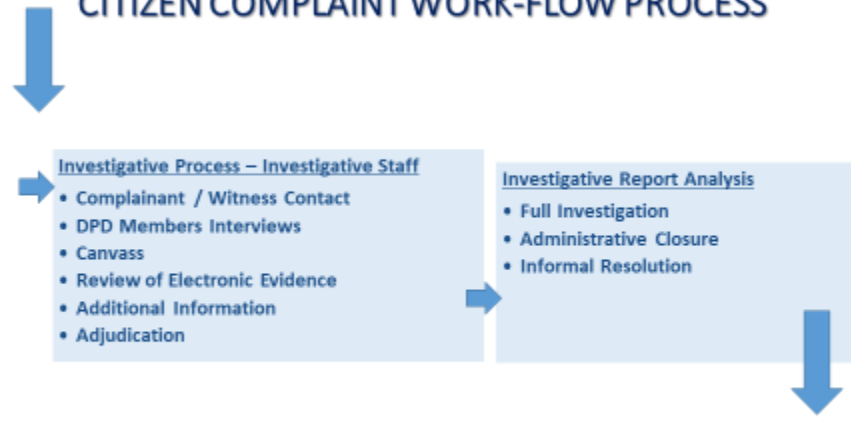 CITIZEN COMPLAINT WORK-FLOW PROCESS
Investigative Process – Investigative Staff
• Complainant / Witness Contact
• DPD Members Interviews
• Canvass
• Review of Electronic Evidence
• Additional Information
• Adjudication
Investigative Report Analysis
• Full Investigation
• Administrative Closure
• Informal Resolution